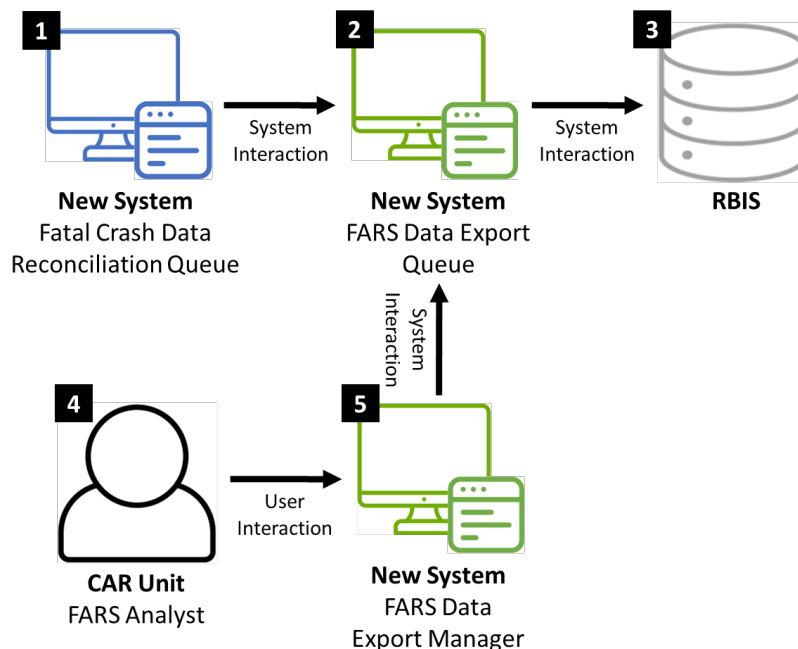 1
2
3
System
Interaction
System
Interaction
New System
Fatal Crash Data
Reconciliation Queue
New System
FARS Data Export
Queue
RBIS
System
Interaction
4
5
User
Interaction
CAR Unit
FARS Analyst
New System
FARS Data
Export Manager